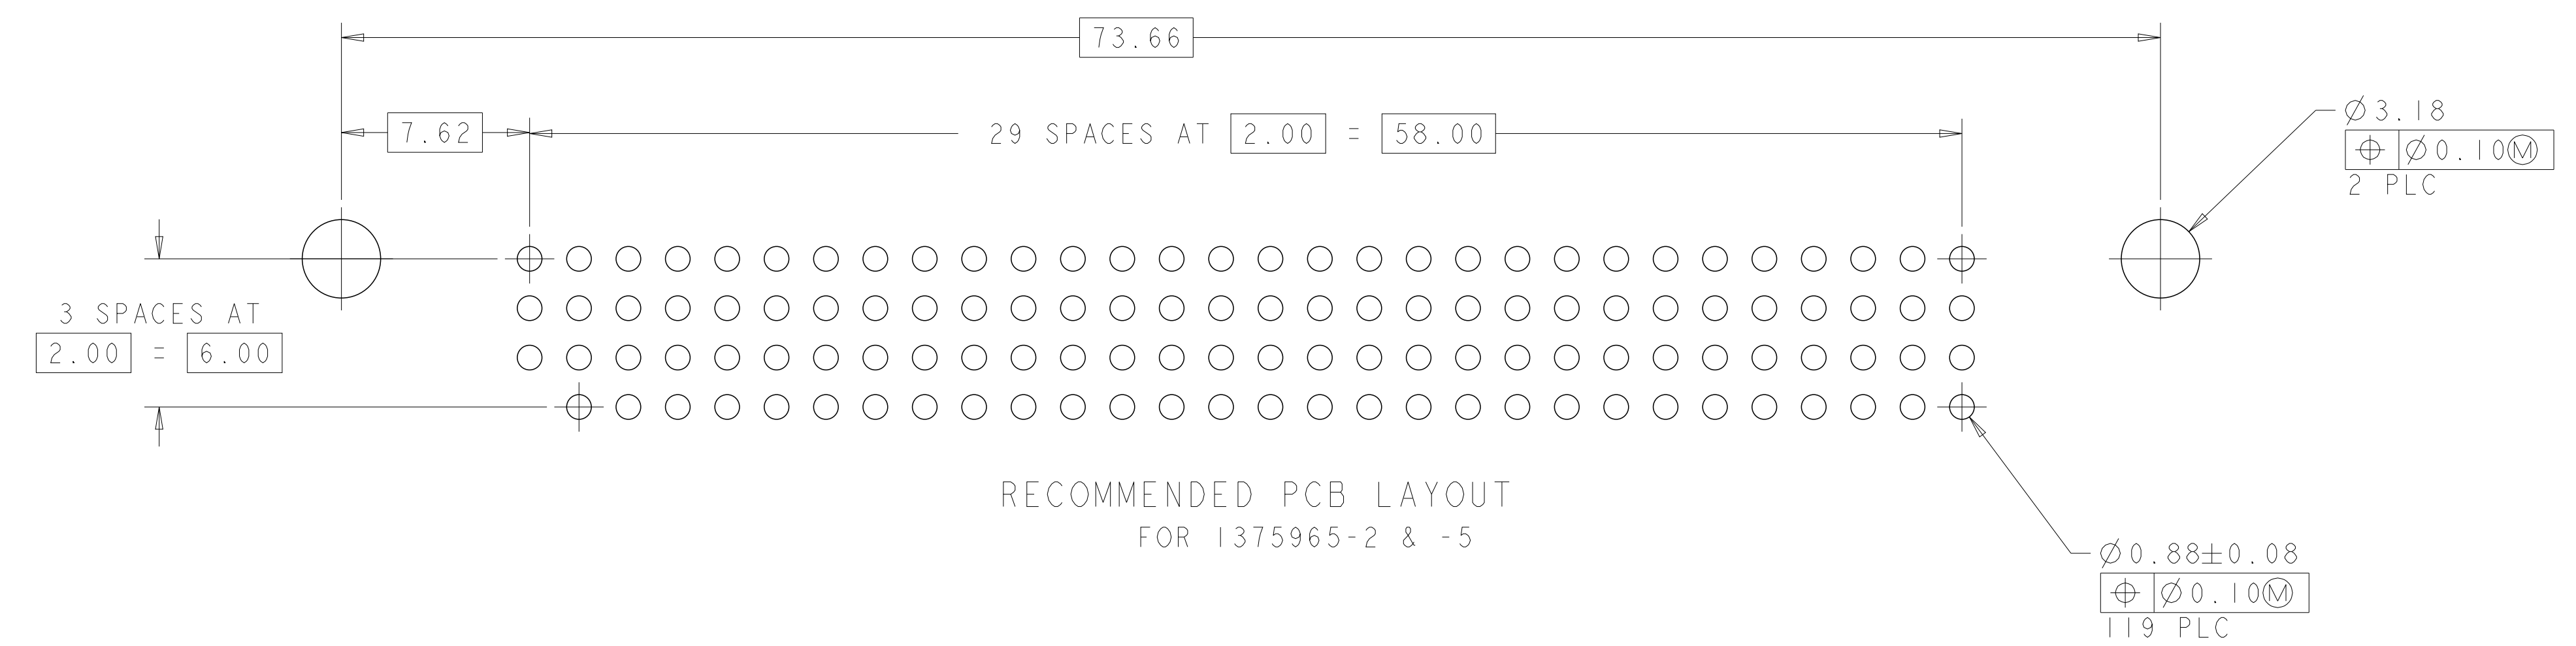 73.66
7.62
29 SPACES AT 2.00 = 58.00
Ø3.18
⌖ Ø0.10Ⓜ
2 PLC
3 SPACES AT
2.00 = 6.00
RECOMMENDED PCB LAYOUT
FOR 1375965-2 & -5
Ø0.88±0.08
⌖ Ø0.10Ⓜ
119 PLC